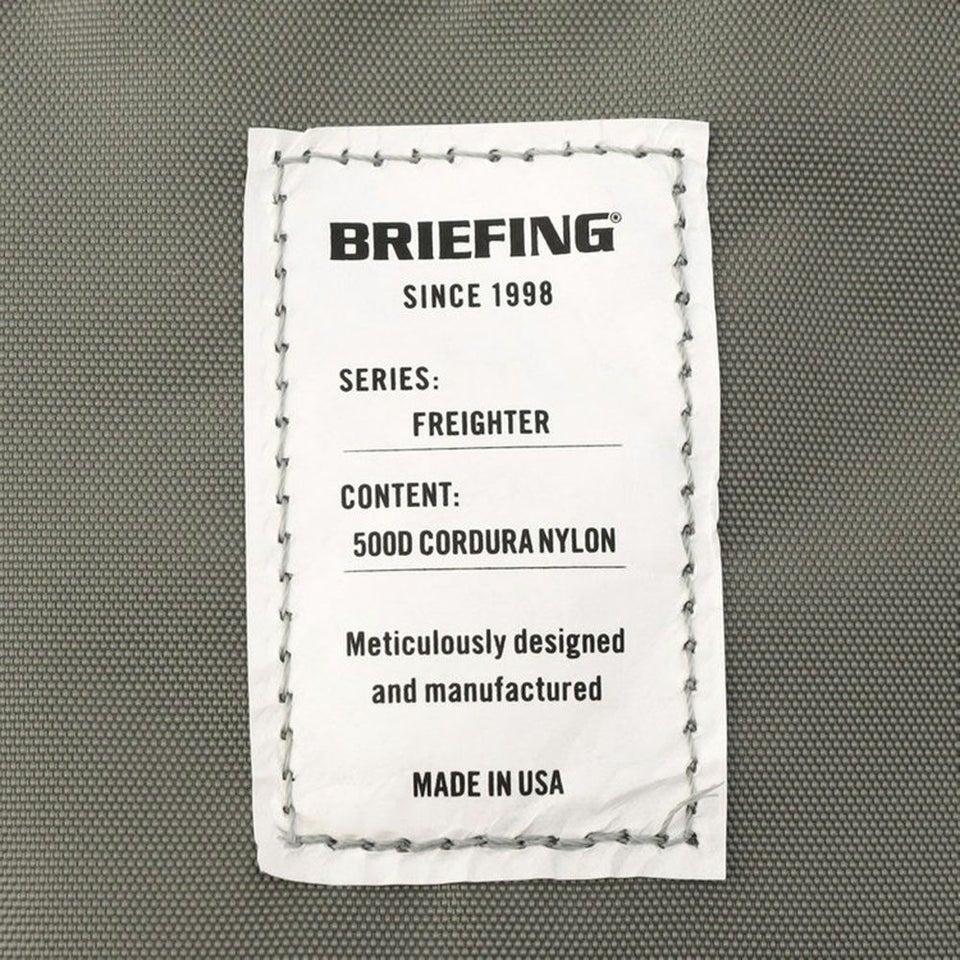 BRIEFING®
SINCE 1998
SERIES:
FREIGHTER
CONTENT:
500D CORDURA NYLON
Meticulously designed
and manufactured
MADE IN USA